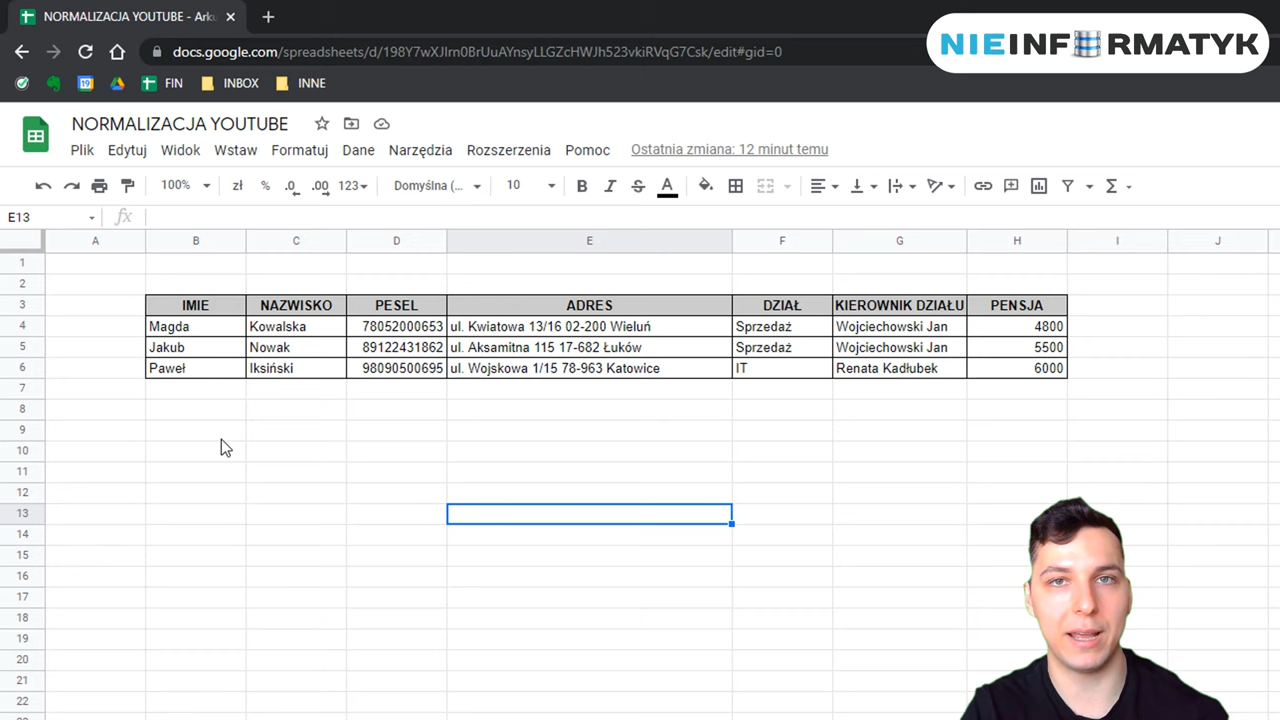 NORMALIZACJA YOUTUBE - Arku
NIEINFORMATYK
docs.google.com/spreadsheets/d/198Y7wXJIrn0BrUuAYnsyLLGZcHWJh523vkiRVqG7Csk/edit#gid=0
FIN INBOX INNE
NORMALIZACJA YOUTUBE
Plik Edytuj Widok Wstaw Formatuj Dane Narzędzia Rozszerzenia Pomoc Ostatnia zmiana: 12 minut temu
100% zł % .0 .00 123 Domyślna (... 10 B I S A Σ
E13 fx
A B C D E F G H I J
1
2
3 IMIE NAZWISKO PESEL ADRES DZIAŁ KIEROWNIK DZIAŁU PENSJA
4 Magda Kowalska 78052000653 ul. Kwiatowa 13/16 02-200 Wieluń Sprzedaż Wojciechowski Jan 4800
5 Jakub Nowak 89122431862 ul. Aksamitna 115 17-682 Łuków Sprzedaż Wojciechowski Jan 5500
6 Paweł Iksiński 98090500695 ul. Wojskowa 1/15 78-963 Katowice IT Renata Kadłubek 6000
7
8
9
10
11
12
13
14
15
16
17
18
19
20
21
22